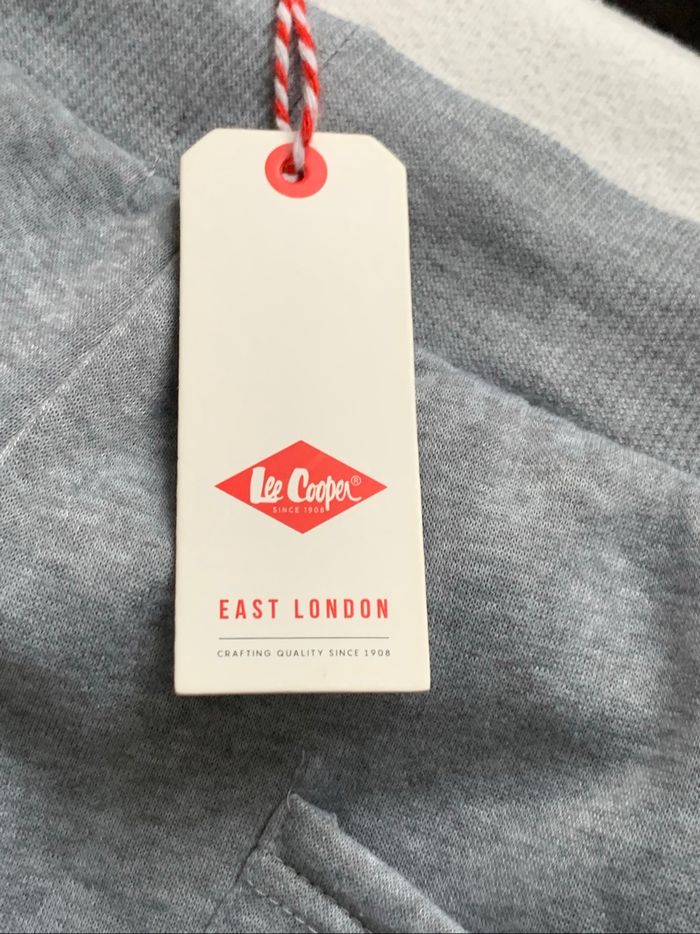 Lee Cooper®
SINCE 1908
EAST LONDON
CRAFTING QUALITY SINCE 1908